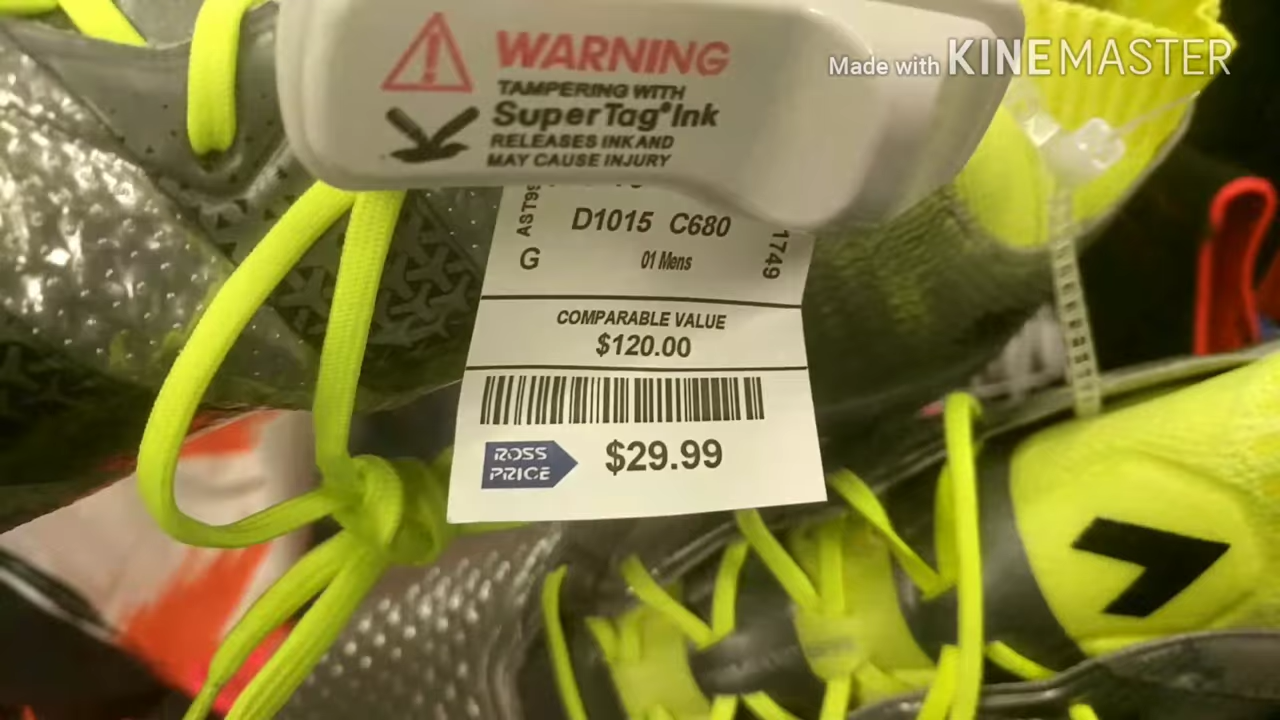 Made with KINEMASTER
WARNING
TAMPERING WITH
SuperTag® Ink
RELEASES INK AND
MAY CAUSE INJURY
D1015 C680
G
01 Mens
1749
COMPARABLE VALUE
$120.00
ROSS
PRICE
$29.99